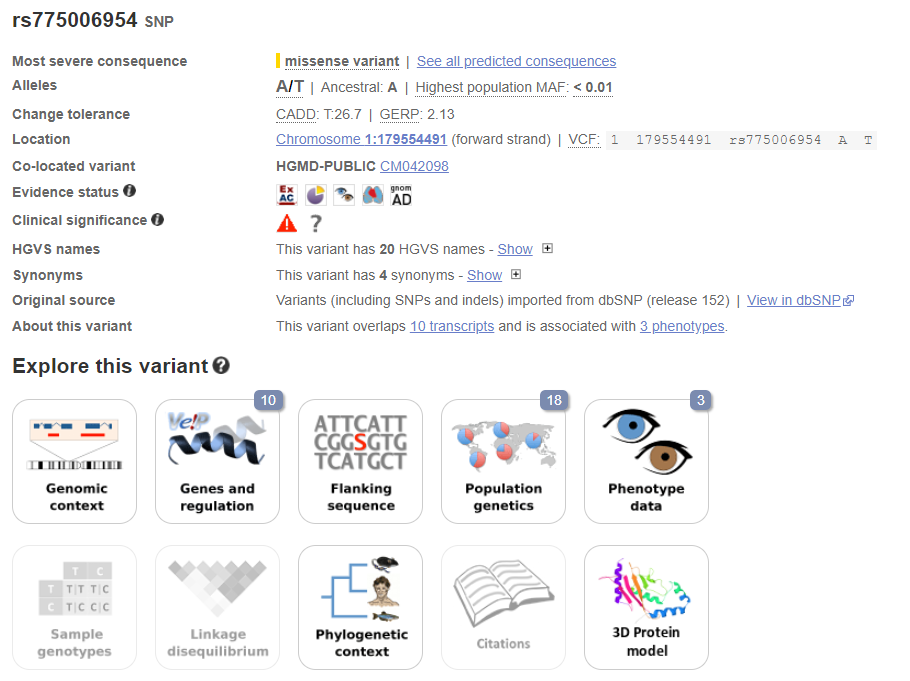 rs775006954 SNP
Most severe consequence missense variant | See all predicted consequences
Alleles A/T | Ancestral: A | Highest population MAF: < 0.01
Change tolerance CADD: T:26.7 | GERP: 2.13
Location Chromosome 1:179554491 (forward strand) | VCF: 1 179554491 rs775006954 A T
Co-located variant HGMD-PUBLIC CM042098
Evidence status i Ex AC gnom AD
Clinical significance i ?
HGVS names This variant has 20 HGVS names - Show +
Synonyms This variant has 4 synonyms - Show +
Original source Variants (including SNPs and indels) imported from dbSNP (release 152) | View in dbSNP
About this variant This variant overlaps 10 transcripts and is associated with 3 phenotypes.
Explore this variant ?
10 18 3
Ve!P
ATTCATT
CGGSGTG
TCATGCT
Genomic context
Genes and regulation
Flanking sequence
Population genetics
Phenotype data
T C
T T T T C
C T C C C
Sample genotypes
Linkage disequilibrium
Phylogenetic context
Citations
3D Protein model